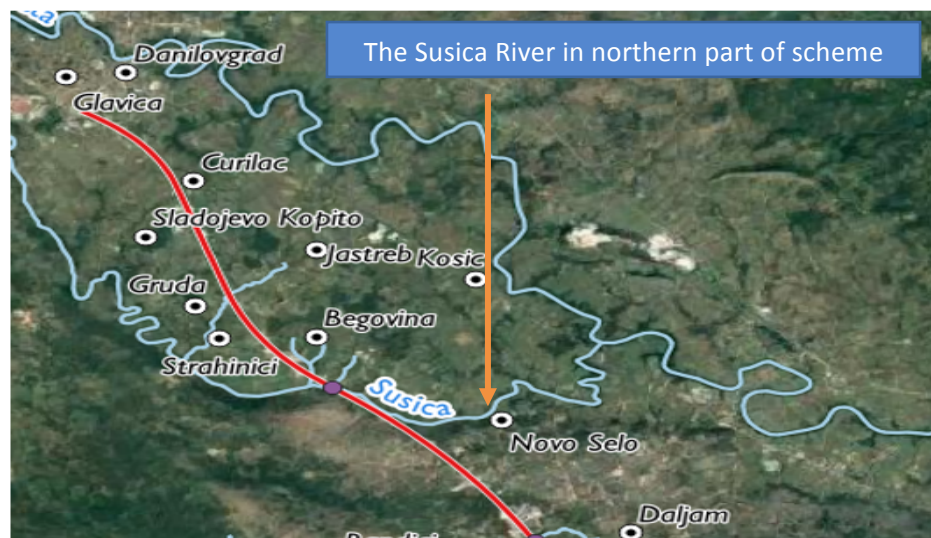 The Susica River in northern part of scheme
Danilovgrad
Glavica
Curilac
Sladojevo Kopito
Jastreb
Kosic
Gruda
Begovina
Strahinici
Susica
Novo Selo
Daljam